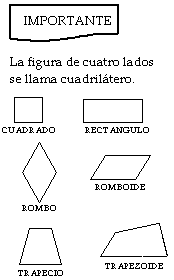 IMPORTANTE
La figura de cuatro lados
se llama cuadrilátero.
CUADRADO RECTANGULO
ROMBO ROMBOIDE
TRAPECIO TRAPEZOIDE